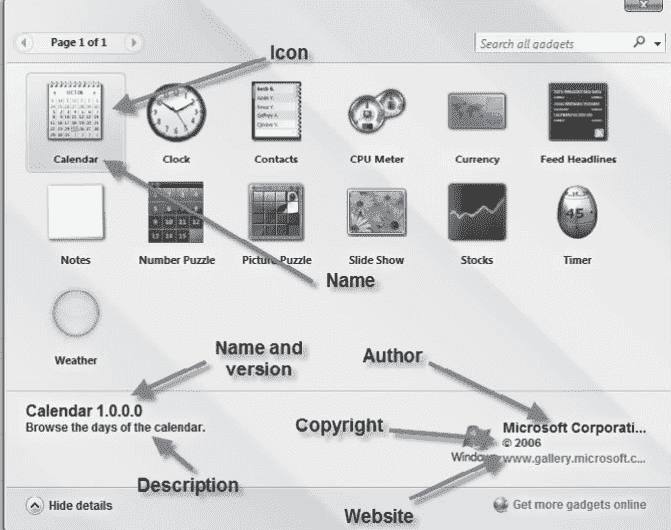 Page 1 of 1
Search all gadgets
Icon
OCTOB
Calendar
Clock
Contacts
CPU Meter
Currency
Feed Headlines
45
Notes
Number Puzzle
Picture Puzzle
Slide Show
Stocks
Timer
Name
Weather
Name and
version
Author
Calendar 1.0.0.0
Browse the days of the calendar.
Copyright
Microsoft Corporati...
© 2006
www.gallery.microsoft.c...
Description
Website
Hide details
Get more gadgets online